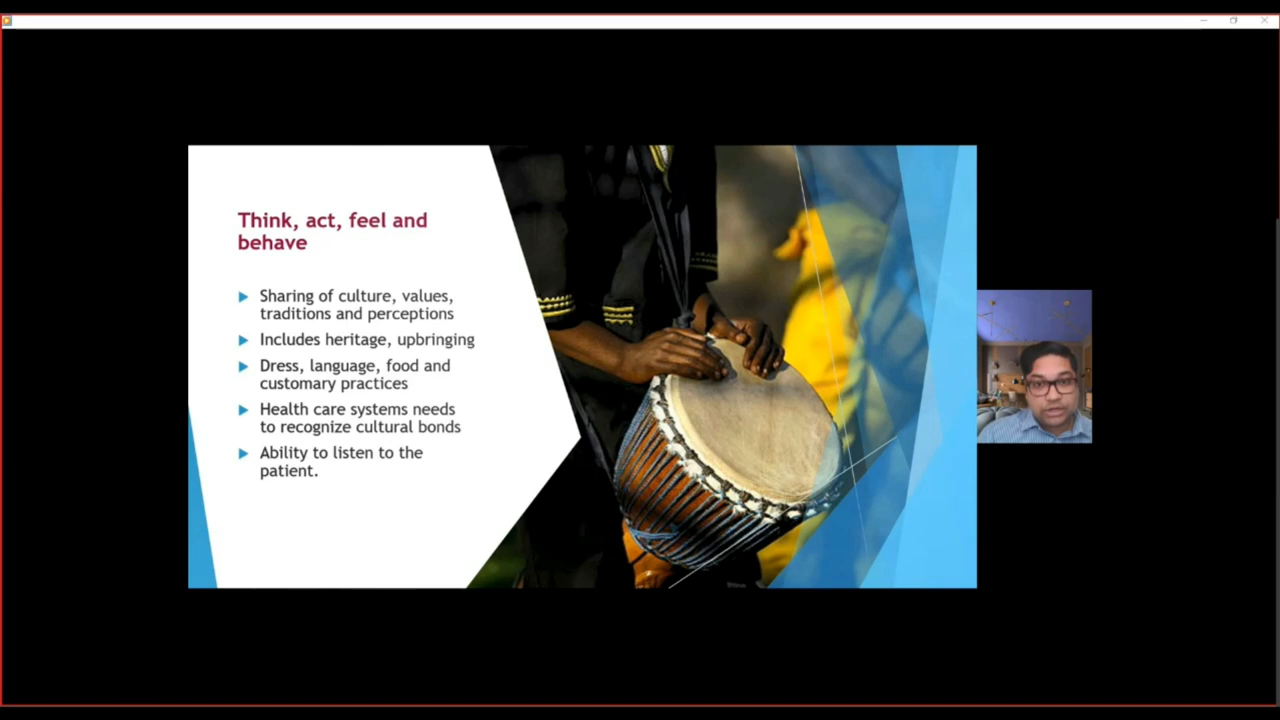 Think, act, feel and
behave
Sharing of culture, values,
traditions and perceptions
Includes heritage, upbringing
Dress, language, food and
customary practices
Health care systems needs
to recognize cultural bonds
Ability to listen to the
patient.